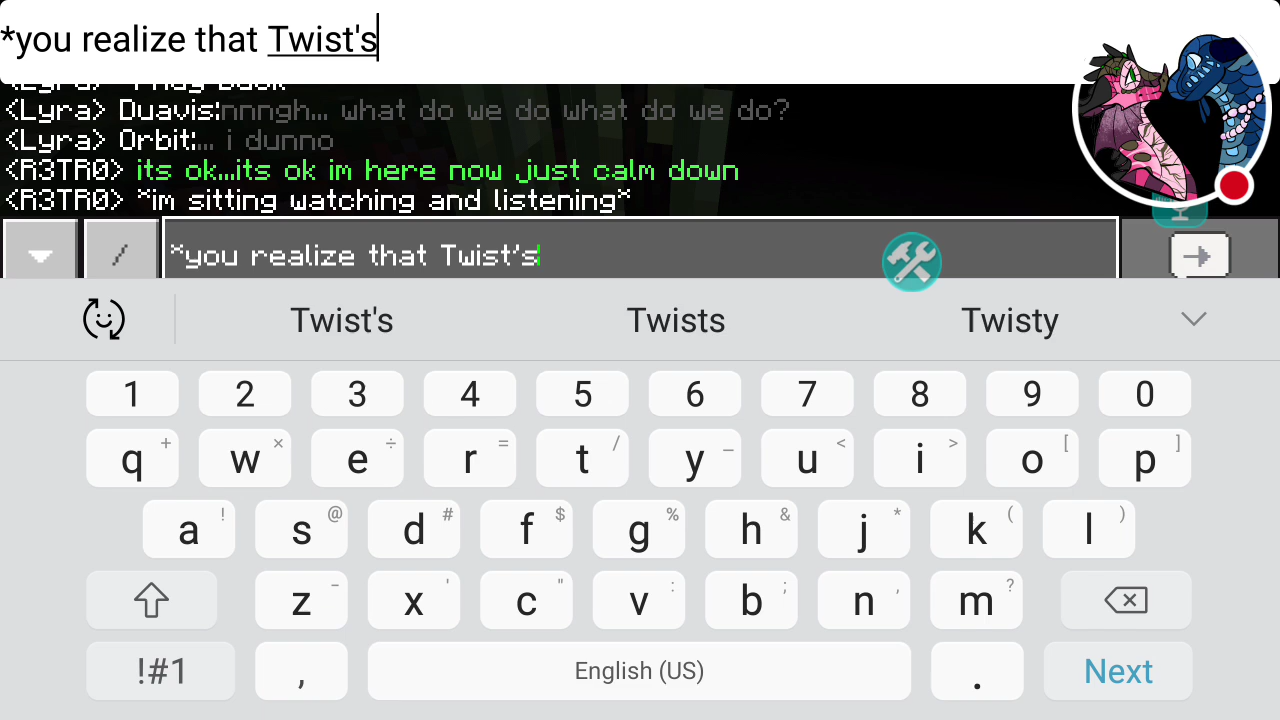 *you realize that Twist's
<Lyra> Duavis:nnngh... what do we do what do we do?
<Lyra> Orbit:... i dunno
<R3TR0> its ok...its ok im here now just calm down
<R3TR0> *im sitting watching and listening*
/
*you realize that Twist's
Twist's Twists Twisty
1 2 3 4 5 6 7 8 9 0
q + w × e ÷ r = t / y _ u < i > o [ p ]
a ! s @ d # f $ g % h & j * k ( l )
z - x ' c " v : b ; n , m ?
!#1 , English (US) . Next